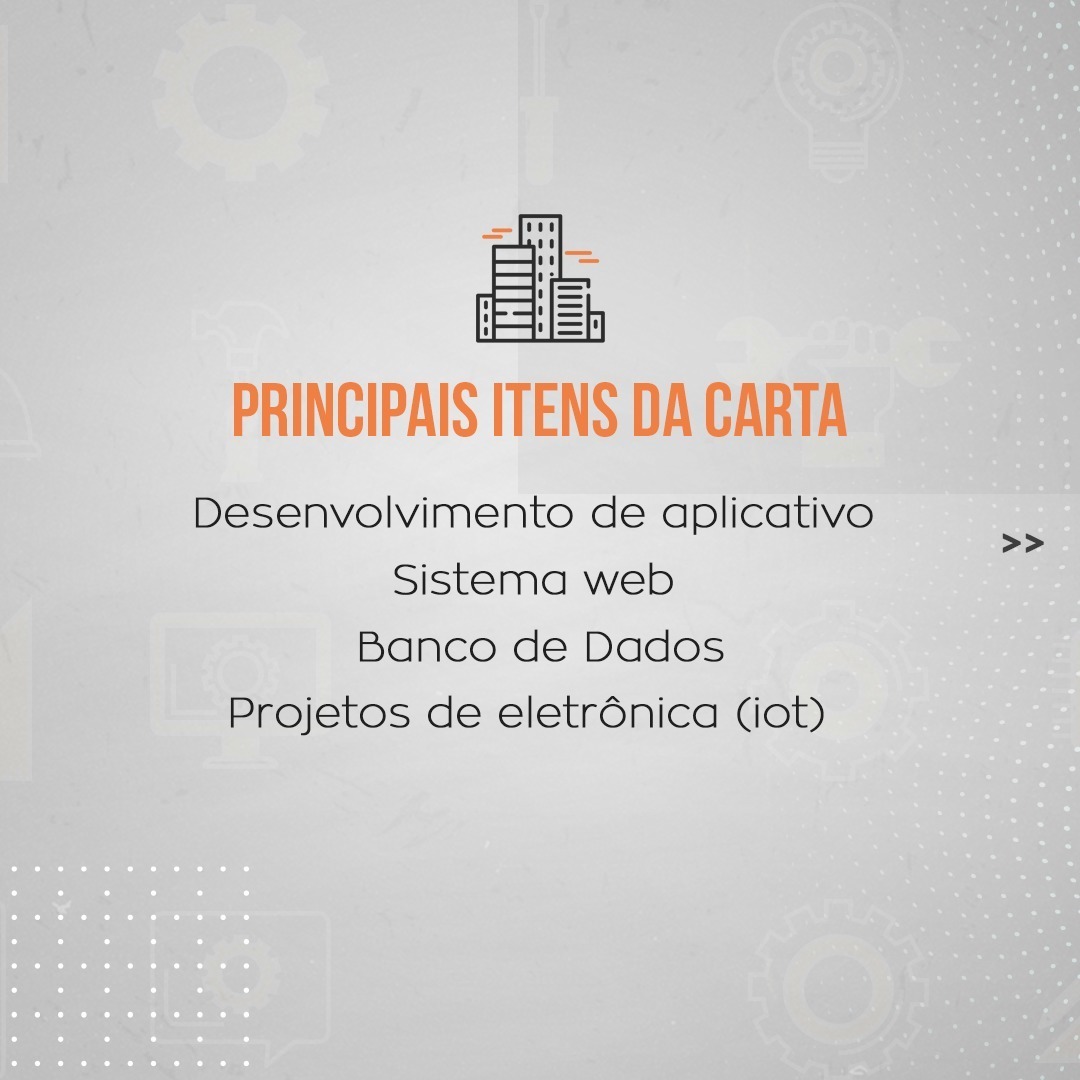 PRINCIPAIS ITENS DA CARTA
Desenvolvimento de aplicativo
>>
Sistema web
Banco de Dados
Projetos de eletrônica (iot)